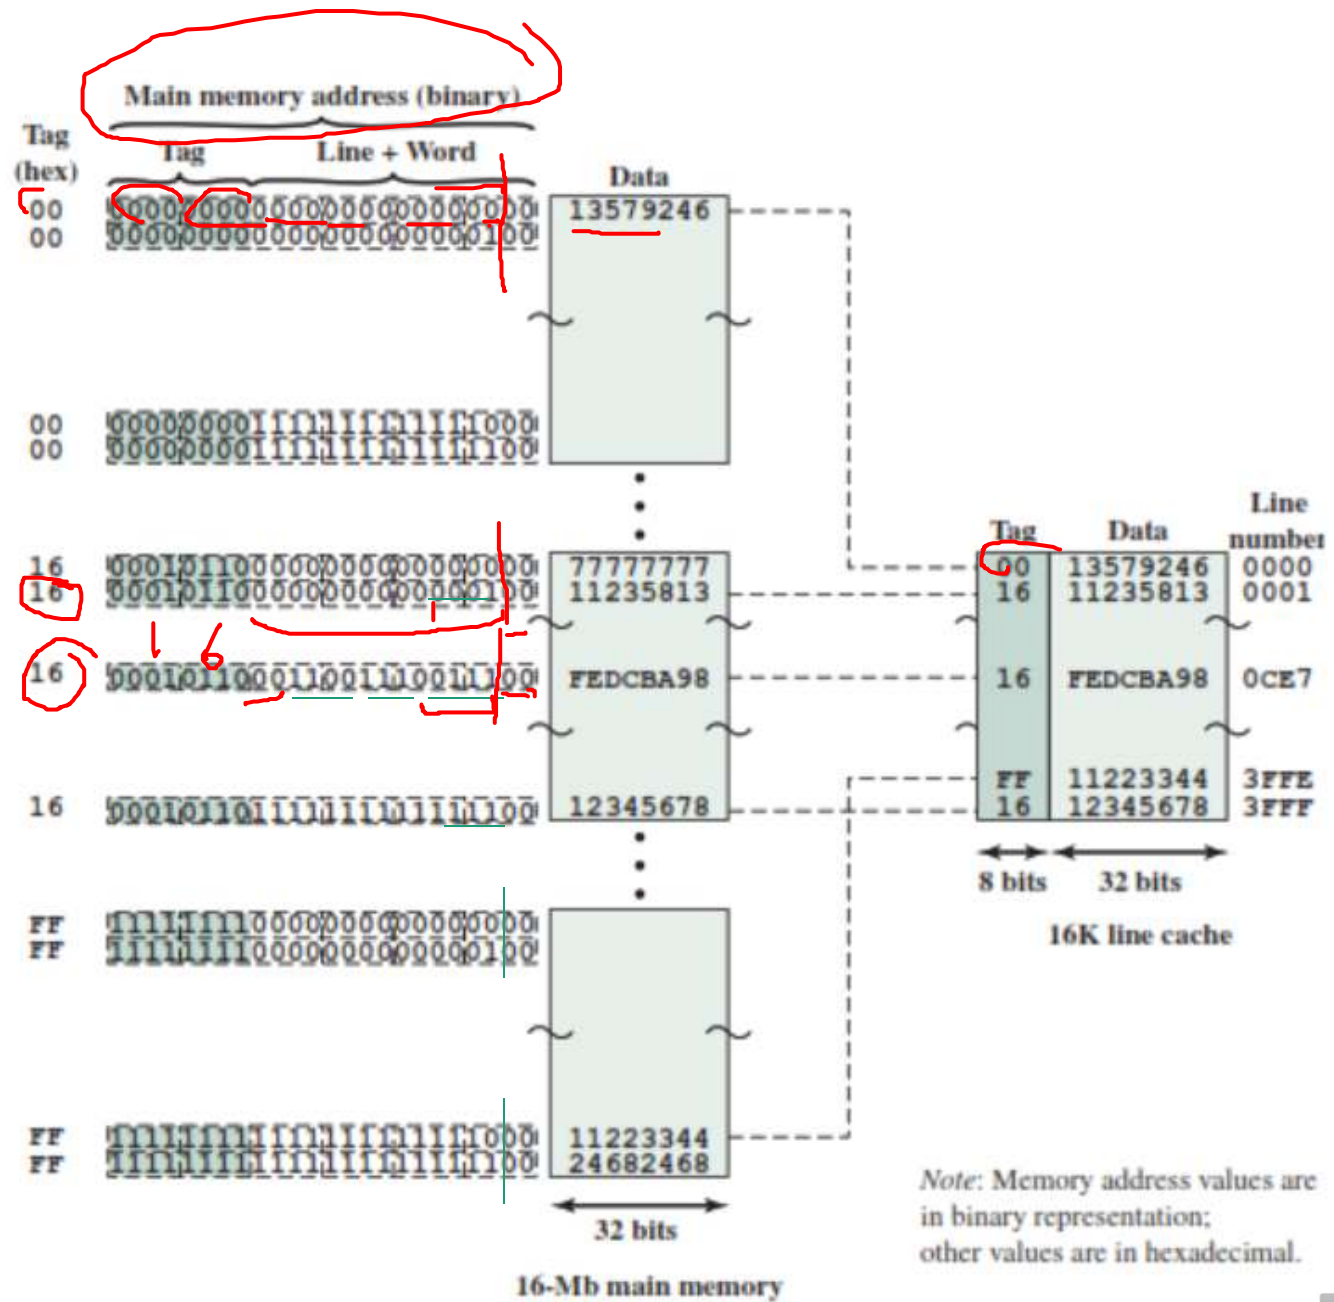 Main memory address (binary)
Tag (hex)
Tag
Line + Word
Data
00 000000000000000000000000 13579246
00 000000000000000000000100
00 000000001111111111111000
00 000000001111111111111100
Tag Data Line number
16 000101100000000000000000 77777777
00 13579246 0000
16 000101100000000000000100 11235813
16 11235813 0001
1 6
16 000101100011001110011100 FEDCBA98
16 FEDCBA98 0CE7
FF 11223344 3FFE
16 000101101111111111111100 12345678
16 12345678 3FFF
8 bits 32 bits
16K line cache
FF 111111110000000000000000
FF 111111110000000000000100
FF 111111111111111111111000 11223344
FF 111111111111111111111100 24682468
32 bits
16-Mb main memory
Note: Memory address values are
in binary representation;
other values are in hexadecimal.